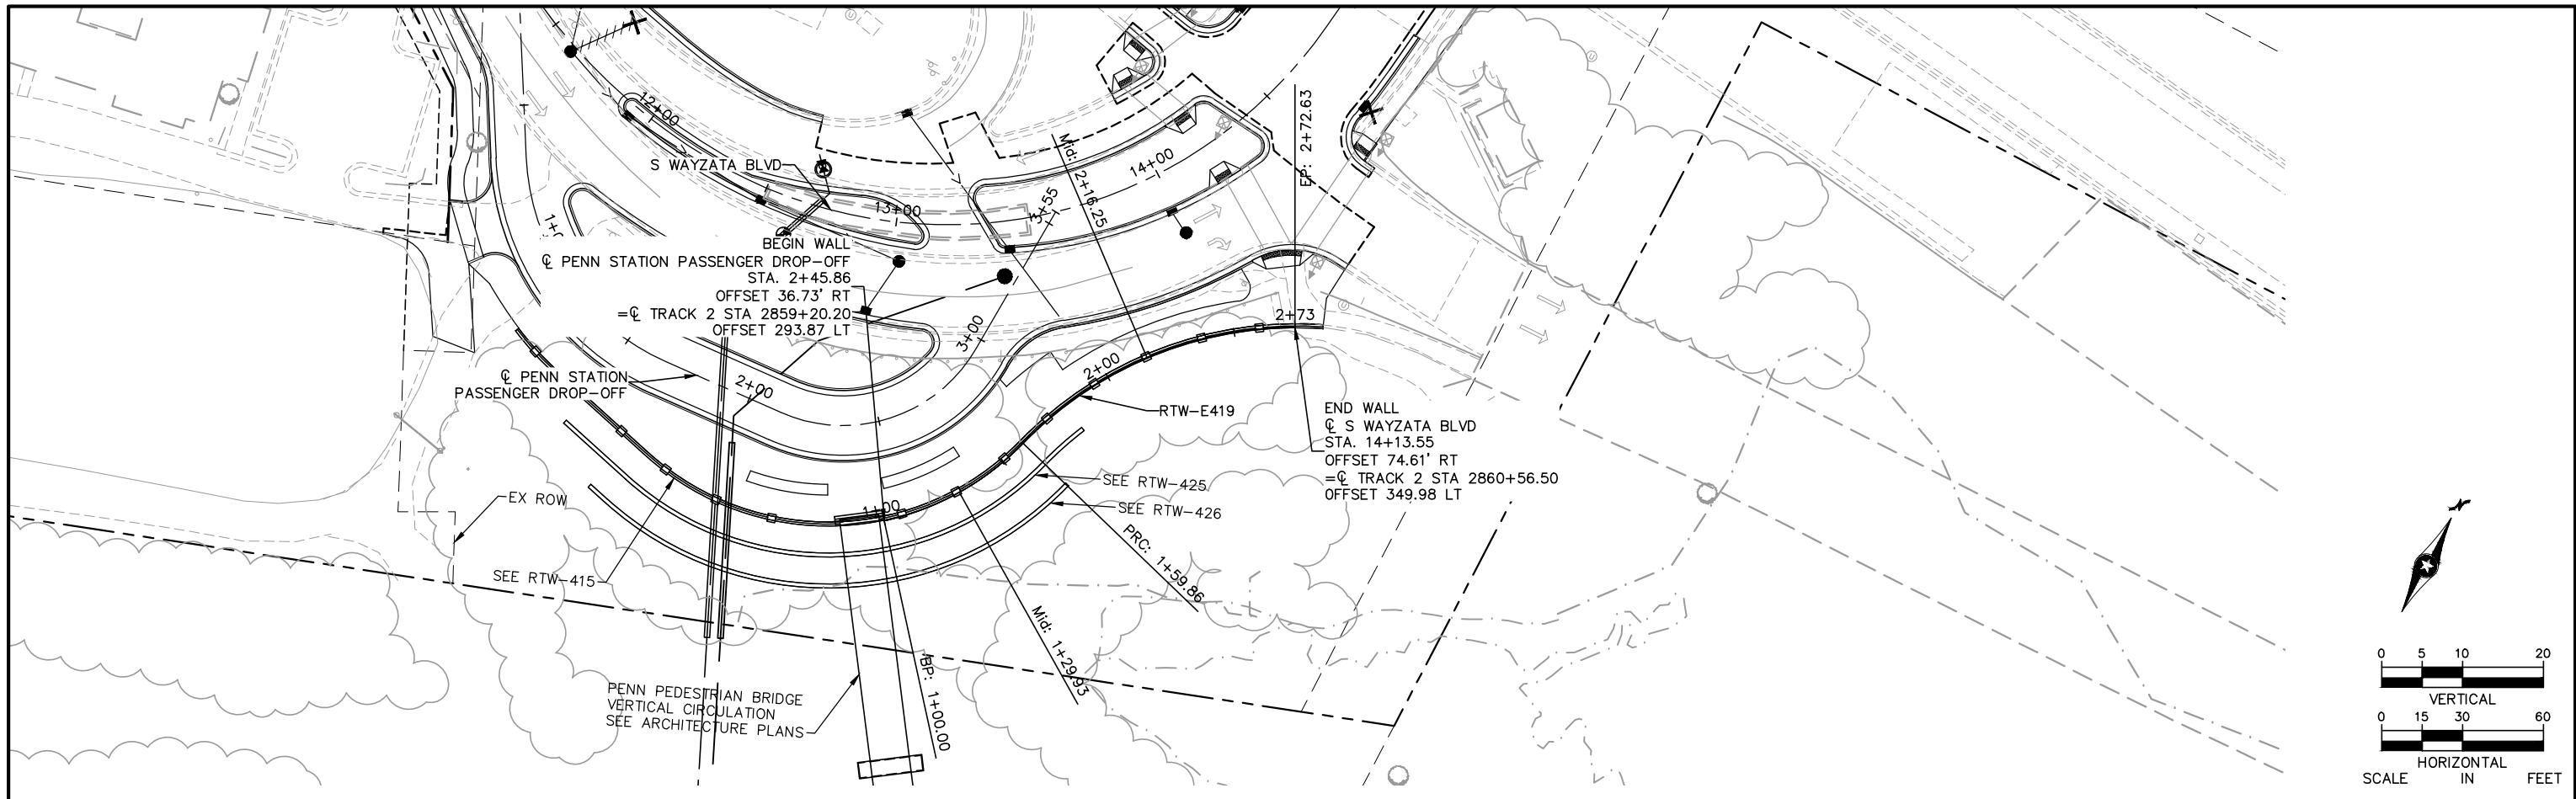 12+00
S WAYZATA BLVD
13+00
14+00
Mid: 2+16.25
3+55
EP: 2+72.63
BEGIN WALL
℄ PENN STATION PASSENGER DROP-OFF
STA. 2+45.86
OFFSET 36.73' RT
=℄ TRACK 2 STA 2859+20.20
OFFSET 293.87 LT
2+73
3+00
2+00
℄ PENN STATION
PASSENGER DROP-OFF
2+00
RTW-E419
END WALL
℄ S WAYZATA BLVD
STA. 14+13.55
OFFSET 74.61' RT
=℄ TRACK 2 STA 2860+56.50
OFFSET 349.98 LT
SEE RTW-425
SEE RTW-426
EX ROW
1+00
PRC: 1+59.86
SEE RTW-415
Mid: 1+29.93
BP: 1+00.00
PENN PEDESTRIAN BRIDGE
VERTICAL CIRCULATION
SEE ARCHITECTURE PLANS
N
0 5 10 20
VERTICAL
0 15 30 60
HORIZONTAL
SCALE IN FEET